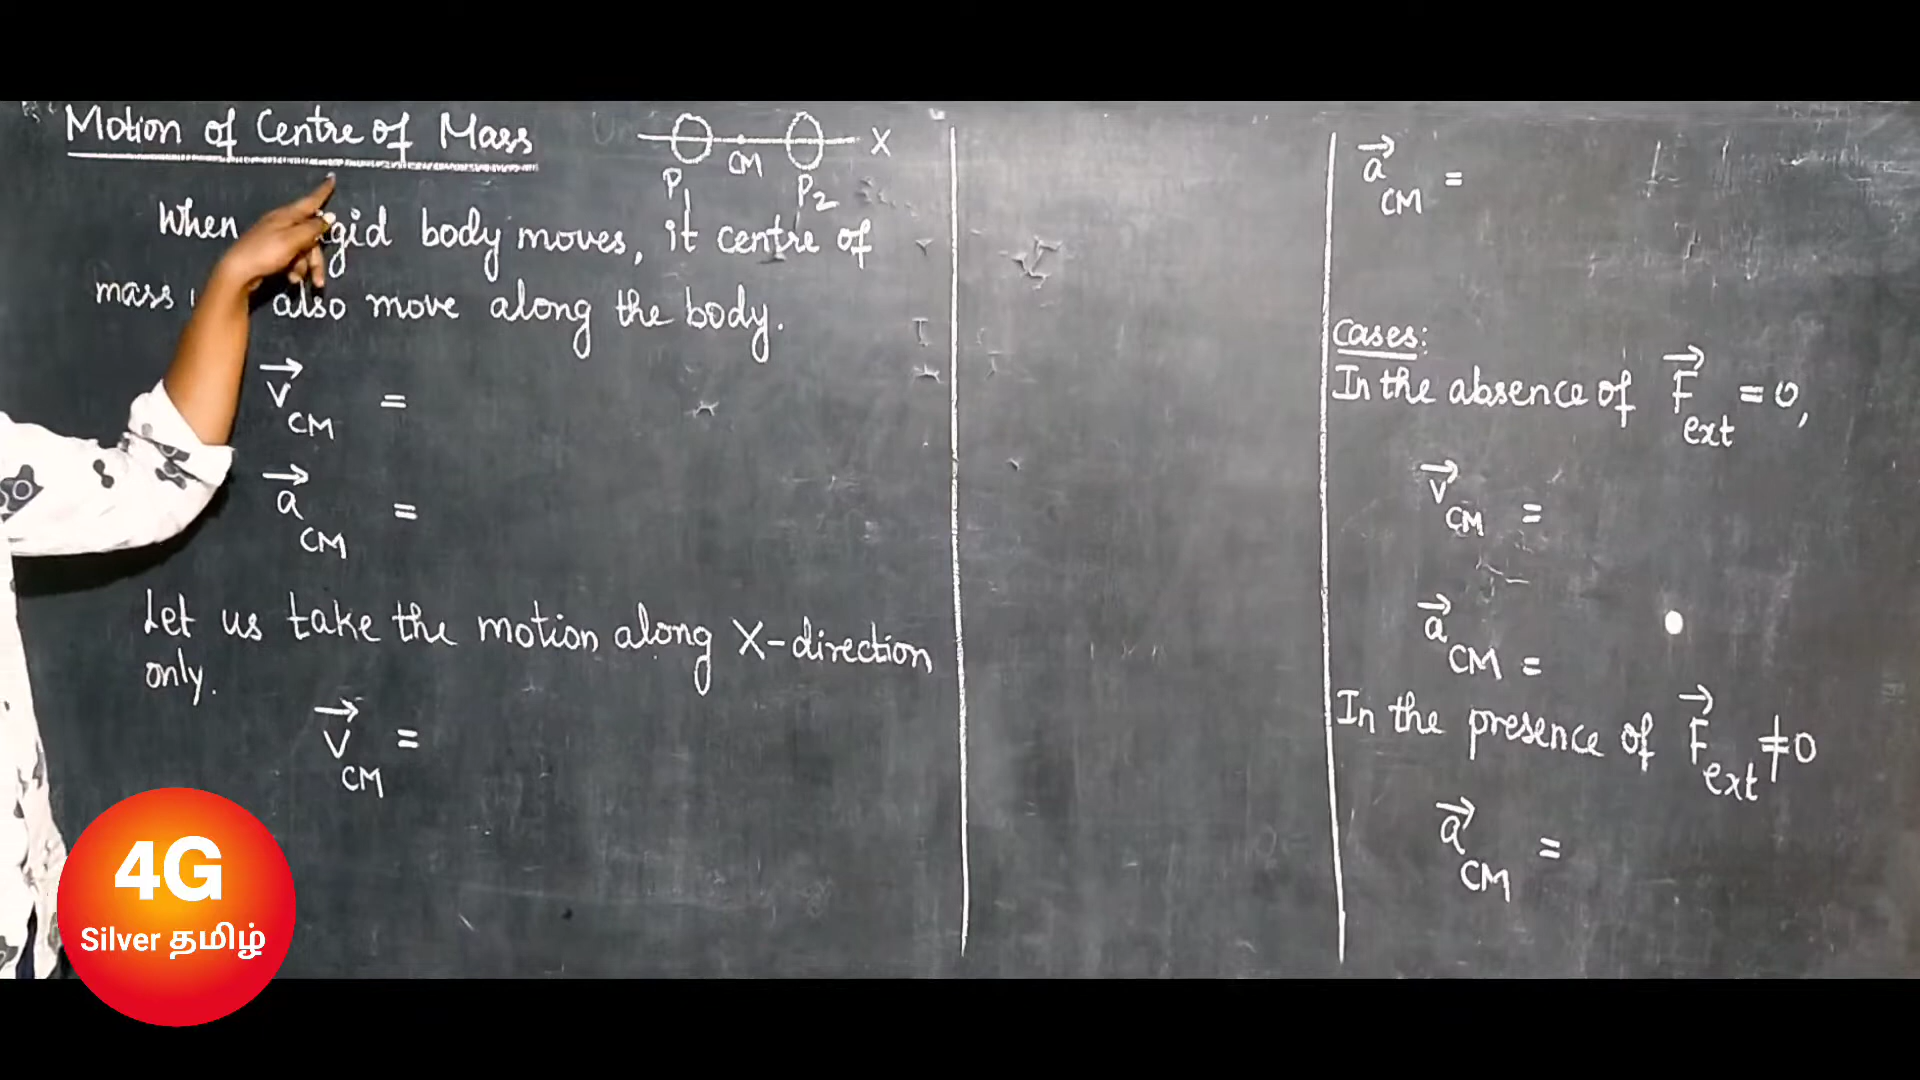 Motion of Centre of Mass
CM
X
P1
P2
When gid body moves, it centre of
mass also move along the body.
v⃗CM =
a⃗CM =
Let us take the motion along X-direction
only.
v⃗CM =
a⃗CM =
Cases:
In the absence of F⃗ext = 0,
v⃗CM =
a⃗CM =
In the presence of F⃗ext ≠ 0
a⃗CM =
4G
Silver தமிழ்